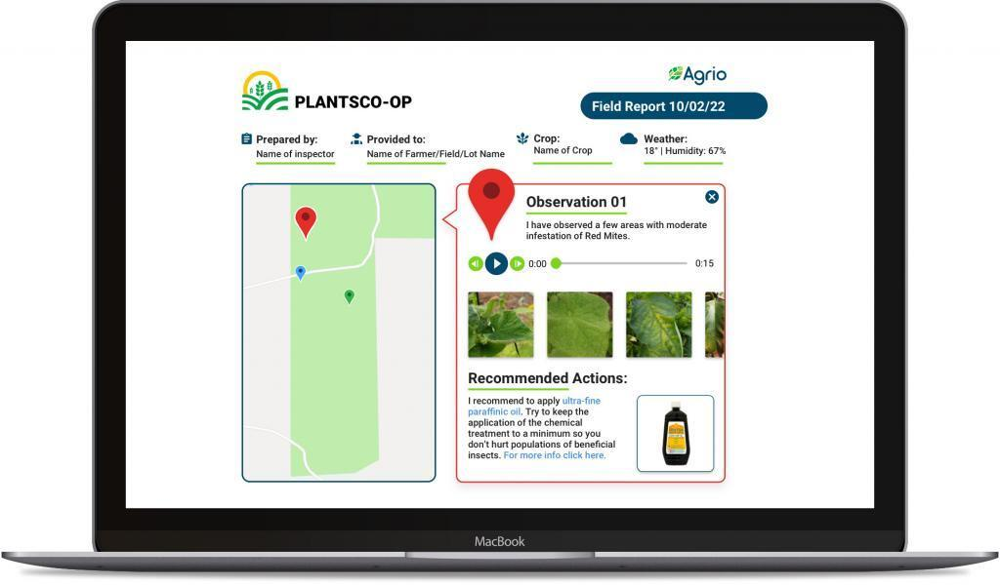 Agrio
PLANTSCO-OP
Field Report 10/02/22
Prepared by:
Name of inspector
Provided to:
Name of Farmer/Field/Lot Name
Crop:
Name of Crop
Weather:
18° | Humidity: 67%
Observation 01
I have observed a few areas with moderate
infestation of Red Mites.
0:00
0:15
Recommended Actions:
I recommend to apply ultra-fine
paraffinic oil. Try to keep the
application of the chemical
treatment to a minimum so you
don't hurt populations of beneficial
insects. For more info click here.
MacBook